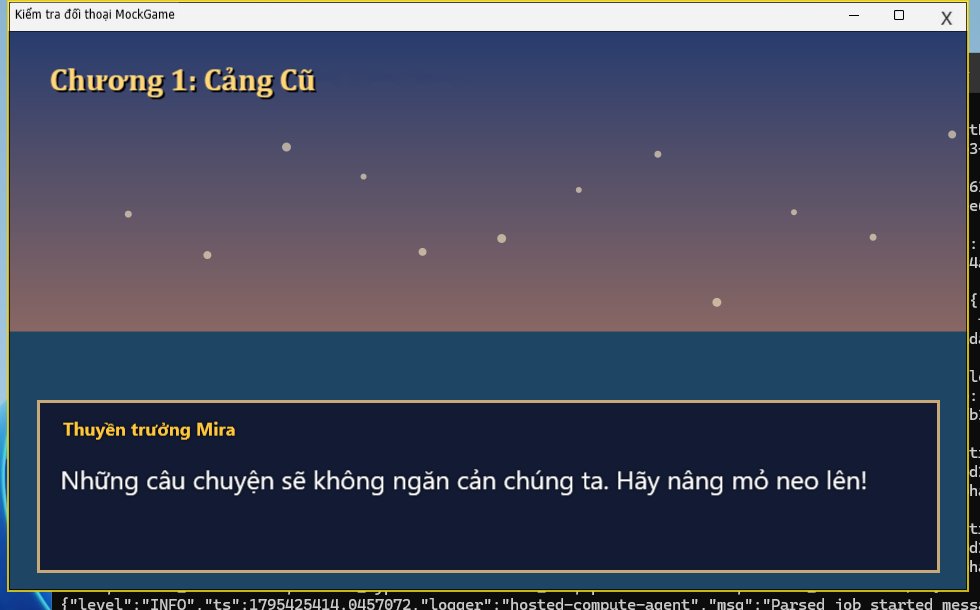 Kiểm tra đối thoại MockGame
Chương 1: Cảng Cũ
Thuyền trưởng Mira
Những câu chuyện sẽ không ngăn cản chúng ta. Hãy nâng mỏ neo lên!
{"level":"INFO","ts":1795425414.0457072,"logger":"hosted-compute-agent","msg":"Parsed job started mes